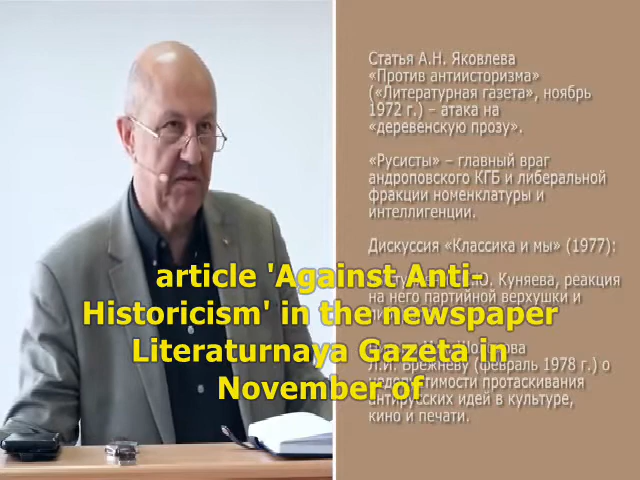 Статья А.Н. Яковлева
«Против антиисторизма»
(«Литературная газета», ноябрь
1972 г.) – атака на
«деревенскую прозу».
«Русисты» – главный враг
андроповского КГБ и либеральной
фракции номенклатуры и
интеллигенции.
Дискуссия «Классика и мы» (1977):
Куняева, реакция
на него партийной верхушки и
Л.И. Брежневу (февраль 1978 г.) о
недопустимости протаскивания
антирусских идей в культуре,
кино и печати.
article 'Against Anti-
Historicism' in the newspaper
Literaturnaya Gazeta in
November of